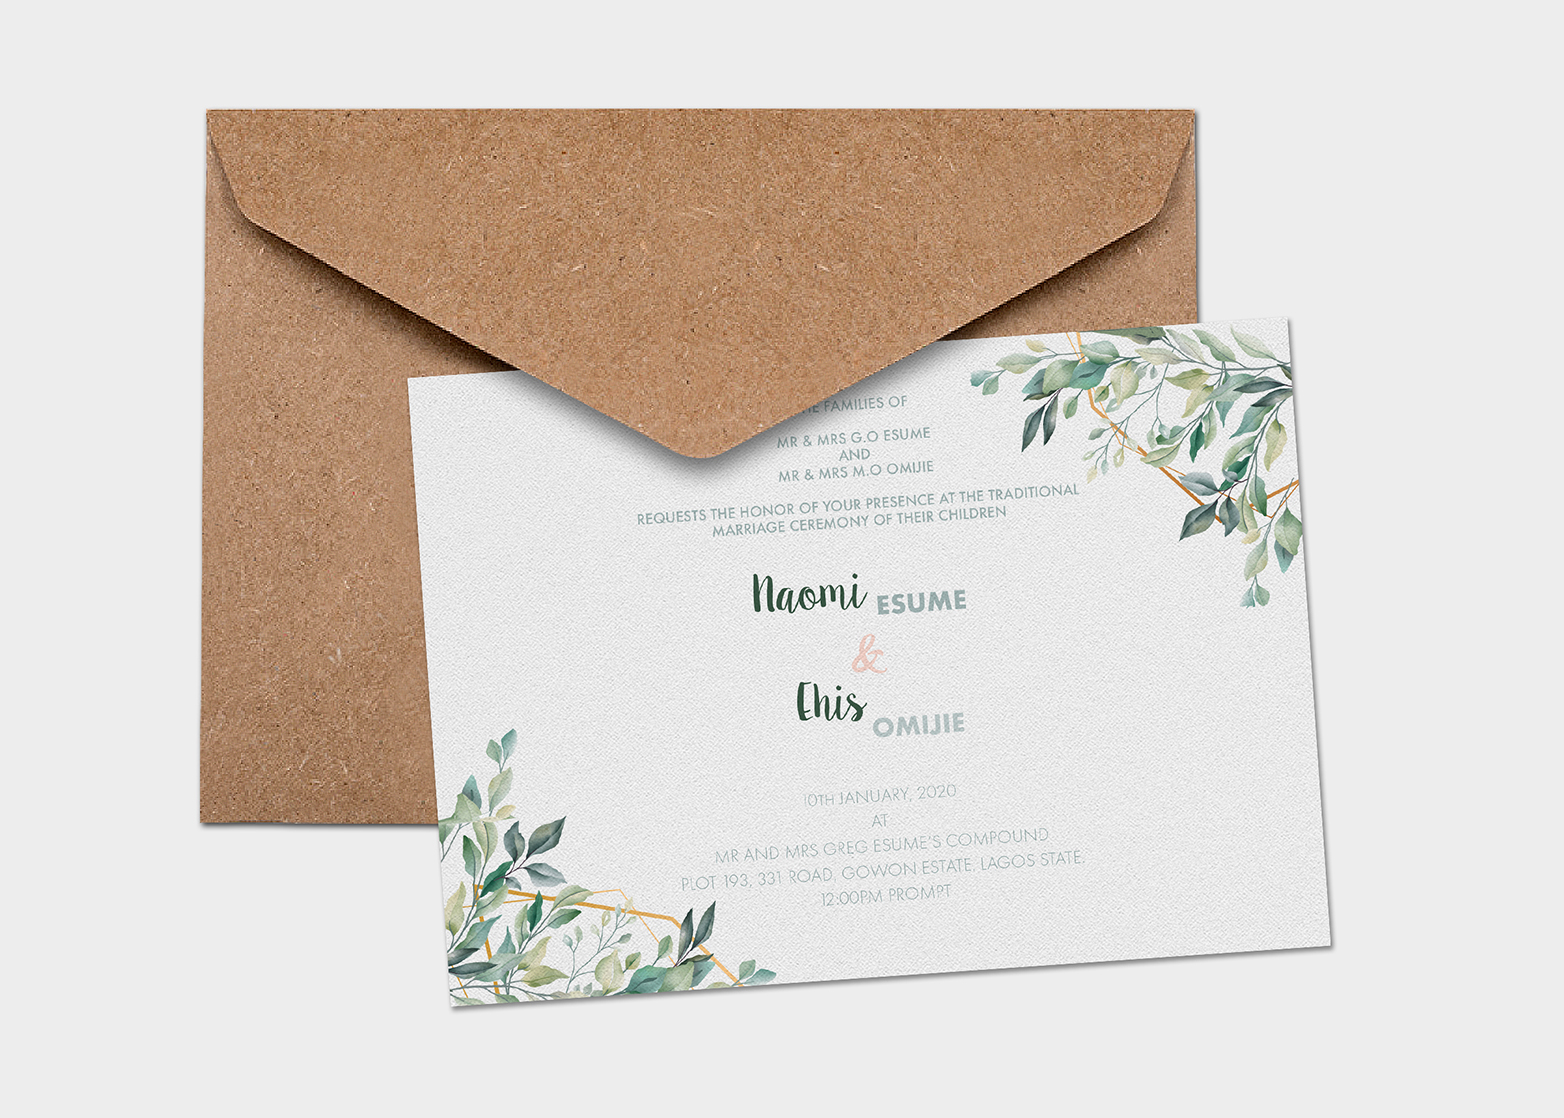 THE FAMILIES OF
MR & MRS G.O ESUME
AND
MR & MRS M.O OMIJIE
REQUESTS THE HONOR OF YOUR PRESENCE AT THE TRADITIONAL
MARRIAGE CEREMONY OF THEIR CHILDREN
Naomi ESUME
&
Ehis OMIJIE
10TH JANUARY, 2020
AT
MR AND MRS GREG ESUME'S COMPOUND
PLOT 193, 331 ROAD, GOWON ESTATE, LAGOS STATE.
12:00PM PROMPT